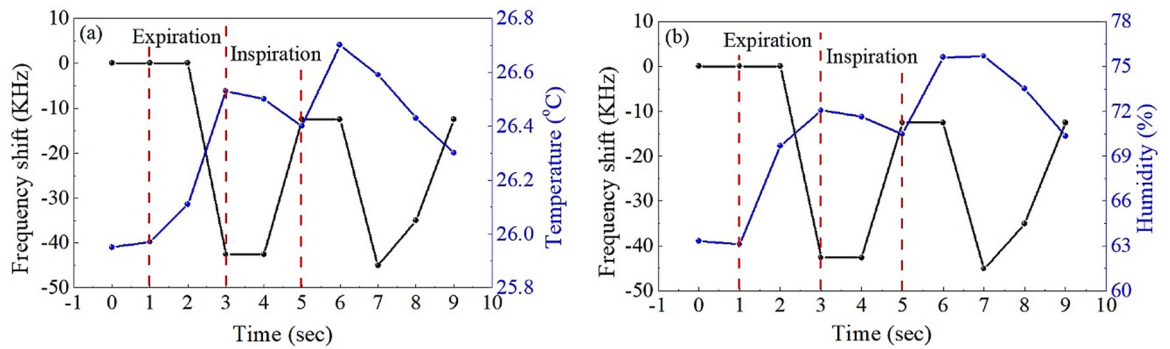 (a)
Expiration
Inspiration
Frequency shift (KHz)
10
0
-10
-20
-30
-40
-50
-1 0 1 2 3 4 5 6 7 8 9 10
Time (sec)
26.8
26.6
26.4
26.2
26.0
25.8
Temperature (°C)
(b)
Expiration
Inspiration
Frequency shift (KHz)
10
0
-10
-20
-30
-40
-50
-1 0 1 2 3 4 5 6 7 8 9 10
Time (sec)
78
75
72
69
66
63
60
Humidity (%)